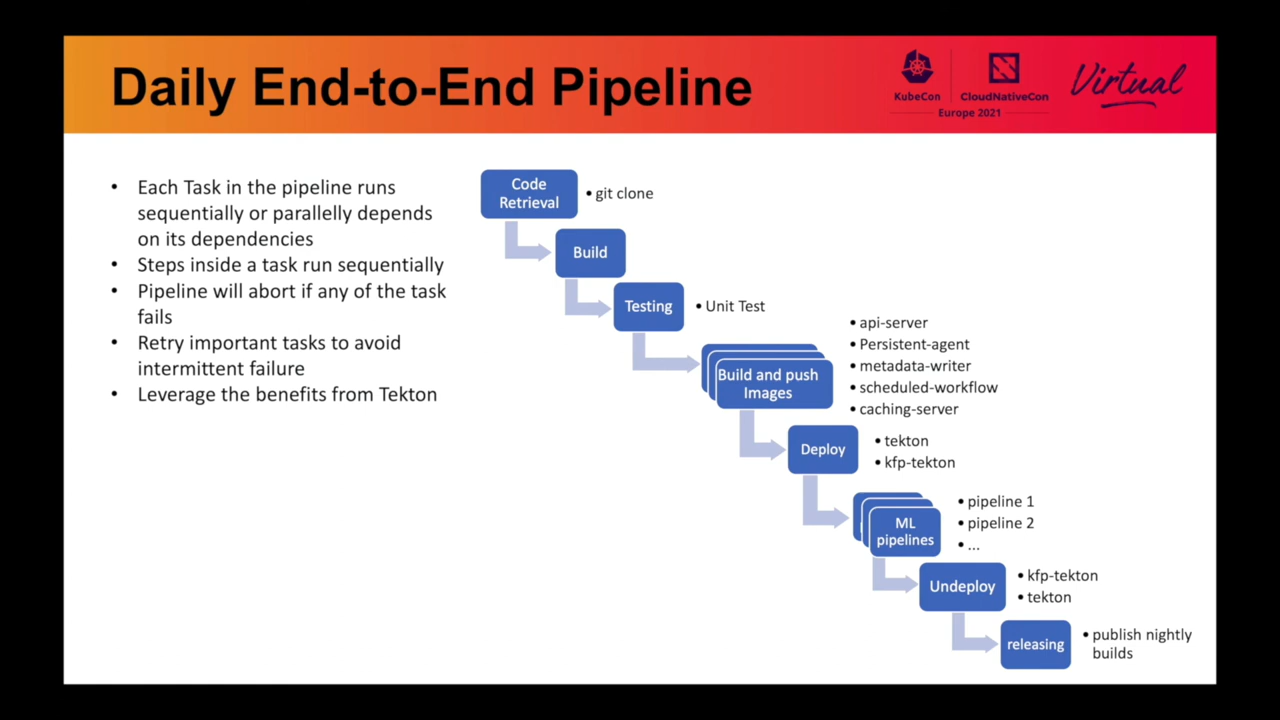 Daily End-to-End Pipeline
KubeCon
CloudNativeCon
Europe 2021
Virtual
• Each Task in the pipeline runs
sequentially or parallelly depends
on its dependencies
• Steps inside a task run sequentially
• Pipeline will abort if any of the task
fails
• Retry important tasks to avoid
intermittent failure
• Leverage the benefits from Tekton
Code
Retrieval
• git clone
Build
Testing
• Unit Test
Build and push
Images
• api-server
• Persistent-agent
• metadata-writer
• scheduled-workflow
• caching-server
Deploy
• tekton
• kfp-tekton
ML
pipelines
• pipeline 1
• pipeline 2
• ...
Undeploy
• kfp-tekton
• tekton
releasing
• publish nightly
builds